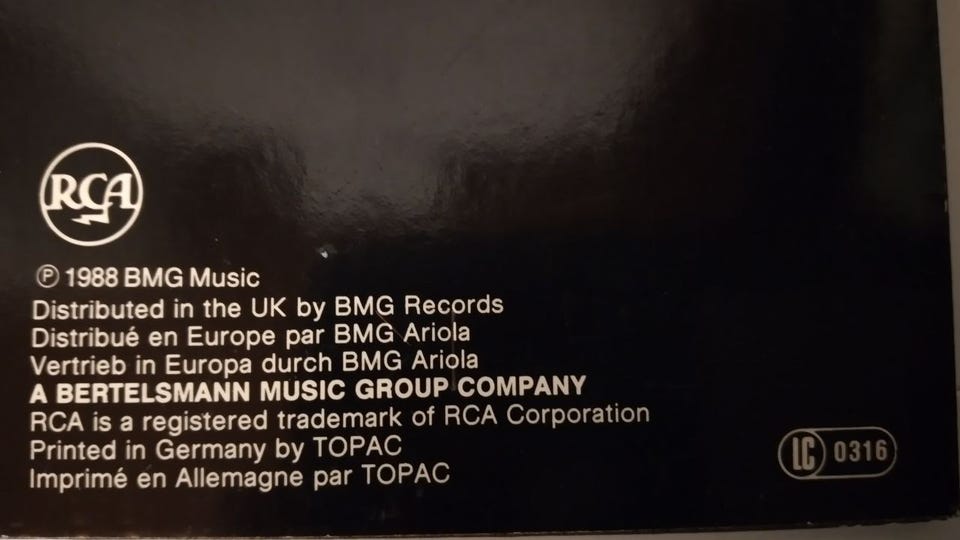 RCA
℗ 1988 BMG Music
Distributed in the UK by BMG Records
Distribué en Europe par BMG Ariola
Vertrieb in Europa durch BMG Ariola
A BERTELSMANN MUSIC GROUP COMPANY
RCA is a registered trademark of RCA Corporation
Printed in Germany by TOPAC
Imprimé en Allemagne par TOPAC
LC 0316